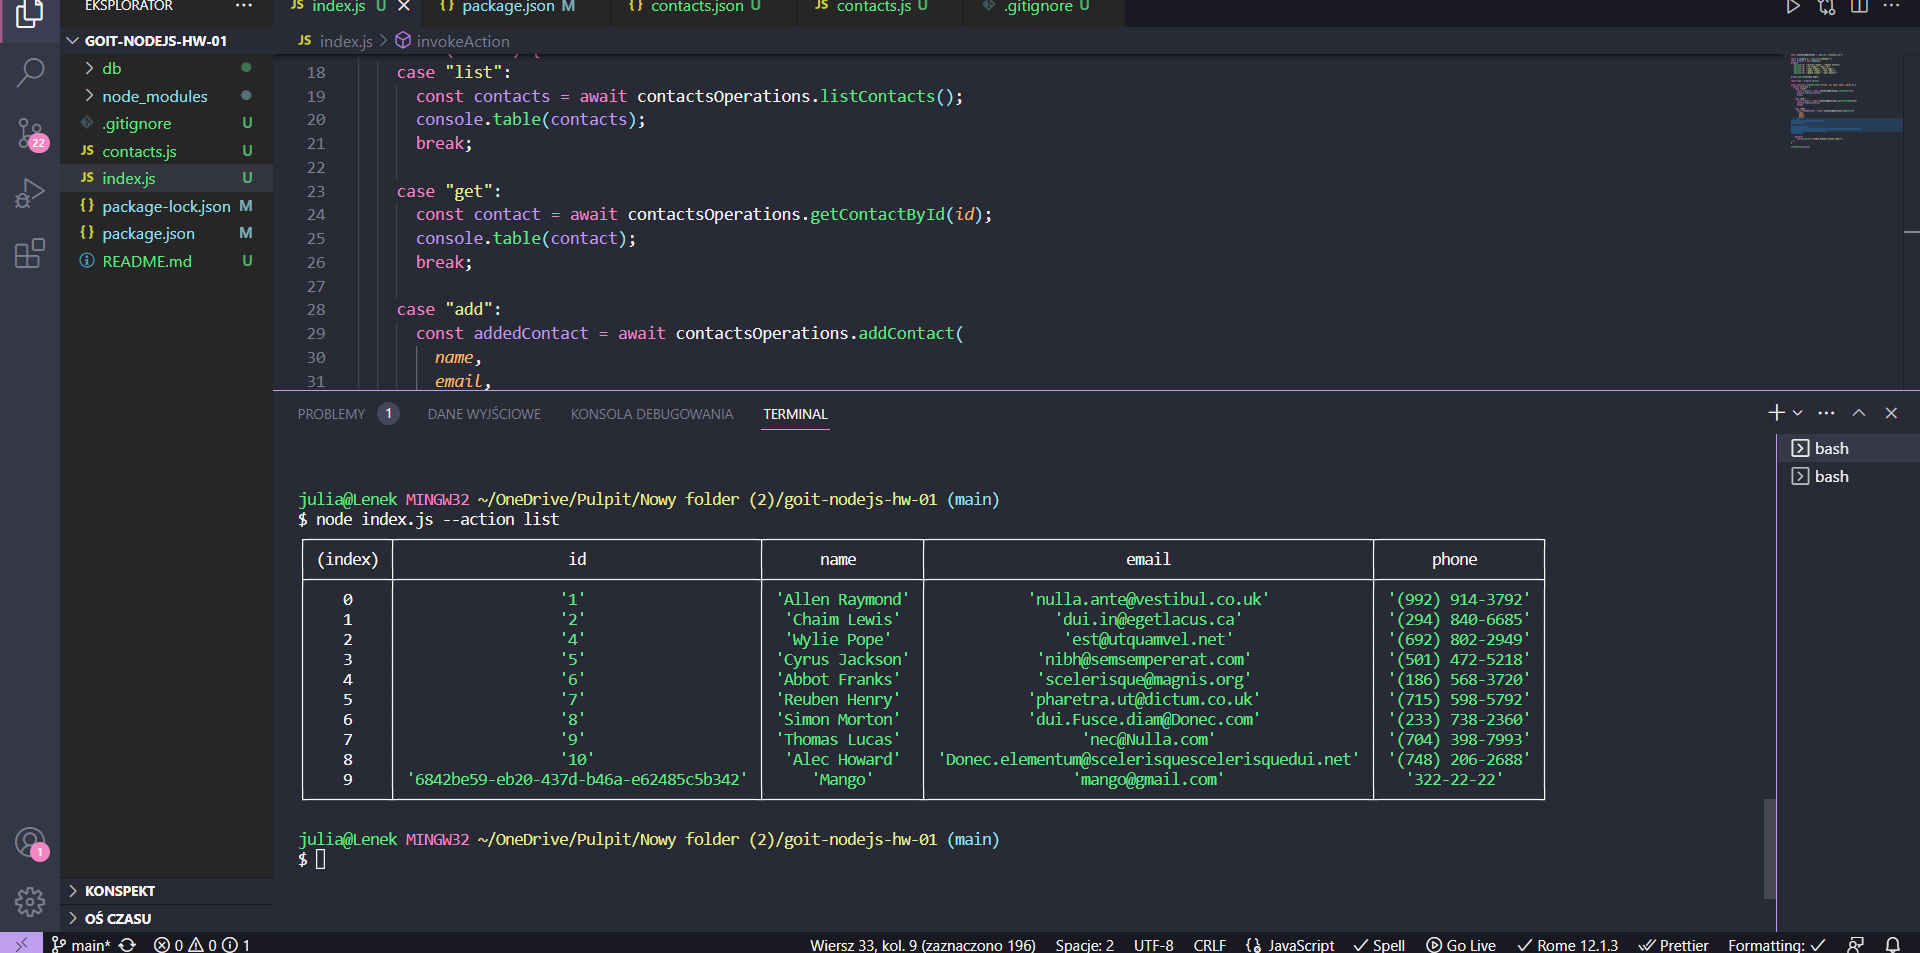 EKSPLORATOR ···
JS index.js U
{} package.json M
{} contacts.json U
JS contacts.js U
.gitignore U
GOIT-NODEJS-HW-01
db
node_modules
.gitignore U
JS contacts.js U
JS index.js U
{} package-lock.json M
{} package.json M
README.md U
22
1
KONSPEKT
OŚ CZASU
JS index.js > invokeAction
18 case "list":
19 const contacts = await contactsOperations.listContacts();
20 console.table(contacts);
21 break;
22
23 case "get":
24 const contact = await contactsOperations.getContactById(id);
25 console.table(contact);
26 break;
27
28 case "add":
29 const addedContact = await contactsOperations.addContact(
30 name,
31 email,
PROBLEMY 1 DANE WYJŚCIOWE KONSOLA DEBUGOWANIA TERMINAL
bash
bash
julia@Lenek MINGW32 ~/OneDrive/Pulpit/Nowy folder (2)/goit-nodejs-hw-01 (main)
$ node index.js --action list
(index) id name email phone
0 '1' 'Allen Raymond' 'nulla.ante@vestibul.co.uk' '(992) 914-3792'
1 '2' 'Chaim Lewis' 'dui.in@egetlacus.ca' '(294) 840-6685'
2 '4' 'Wylie Pope' 'est@utquamvel.net' '(692) 802-2949'
3 '5' 'Cyrus Jackson' 'nibh@semsempererat.com' '(501) 472-5218'
4 '6' 'Abbot Franks' 'scelerisque@magnis.org' '(186) 568-3720'
5 '7' 'Reuben Henry' 'pharetra.ut@dictum.co.uk' '(715) 598-5792'
6 '8' 'Simon Morton' 'dui.Fusce.diam@Donec.com' '(233) 738-2360'
7 '9' 'Thomas Lucas' 'nec@Nulla.com' '(704) 398-7993'
8 '10' 'Alec Howard' 'Donec.elementum@scelerisquescelerisquedui.net' '(748) 206-2688'
9 '6842be59-eb20-437d-b46a-e62485c5b342' 'Mango' 'mango@gmail.com' '322-22-22'
julia@Lenek MINGW32 ~/OneDrive/Pulpit/Nowy folder (2)/goit-nodejs-hw-01 (main)
$
main* 0 0 1 Wiersz 33, kol. 9 (zaznaczono 196) Spacje: 2 UTF-8 CRLF {} JavaScript Spell Go Live Rome 12.1.3 Prettier Formatting: